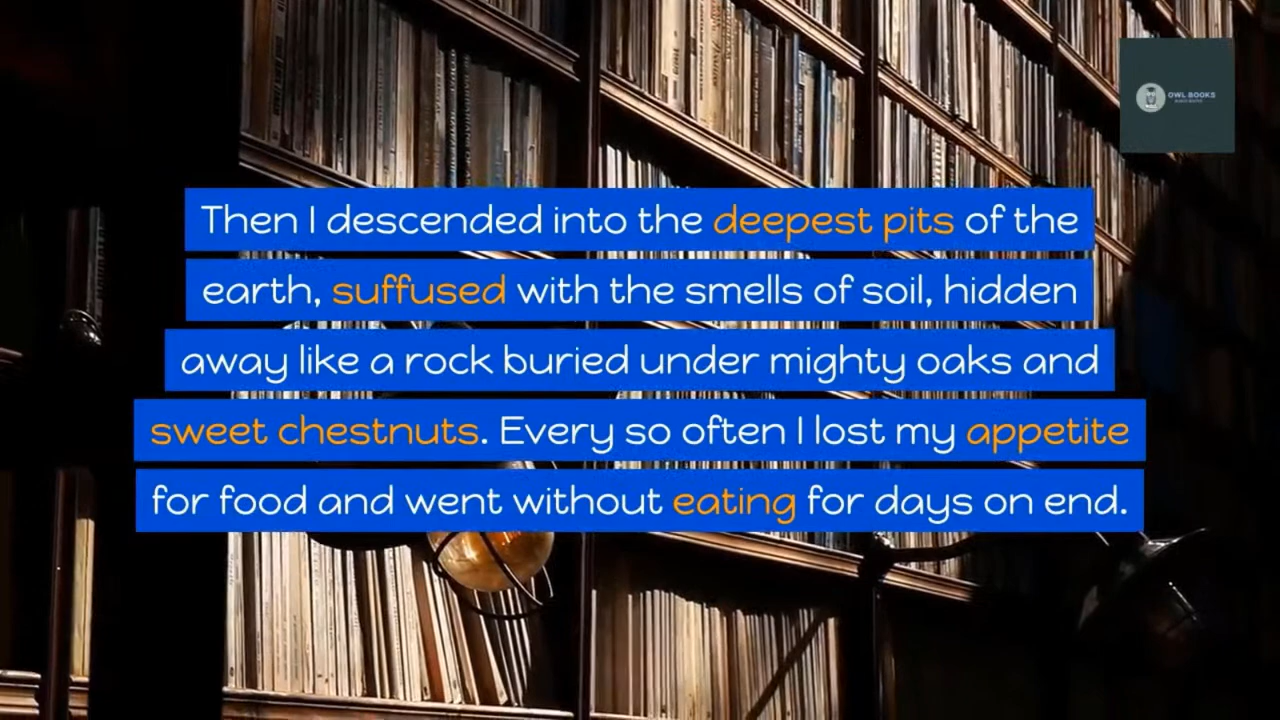 OWL BOOKS
Then I descended into the deepest pits of the
earth, suffused with the smells of soil, hidden
away like a rock buried under mighty oaks and
sweet chestnuts. Every so often I lost my appetite
for food and went without eating for days on end.